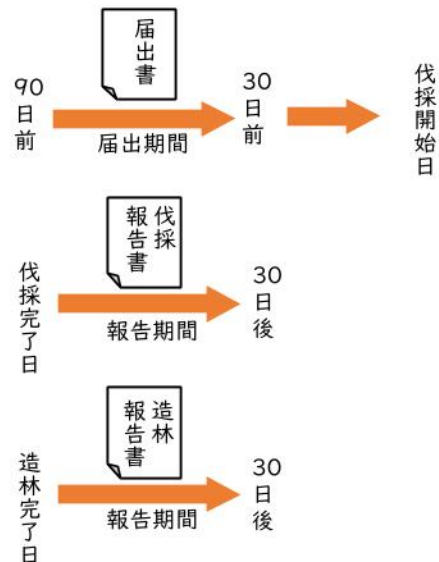 届出書
90日前
届出期間
30日前
伐採開始日
伐採
報告書
伐採完了日
報告期間
30日後
造林
報告書
造林完了日
報告期間
30日後